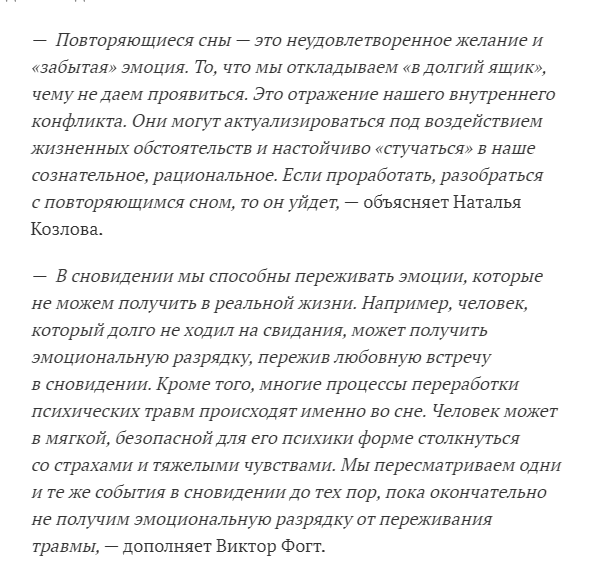 — Повторяющиеся сны — это неудовлетворенное желание и
«забытая» эмоция. То, что мы откладываем «в долгий ящик»,
чему не даем проявиться. Это отражение нашего внутреннего
конфликта. Они могут актуализироваться под воздействием
жизненных обстоятельств и настойчиво «стучаться» в наше
сознательное, рациональное. Если проработать, разобраться
с повторяющимся сном, то он уйдет, — объясняет Наталья
Козлова.
— В сновидении мы способны переживать эмоции, которые
не можем получить в реальной жизни. Например, человек,
который долго не ходил на свидания, может получить
эмоциональную разрядку, пережив любовную встречу
в сновидении. Кроме того, многие процессы переработки
психических травм происходят именно во сне. Человек может
в мягкой, безопасной для его психики форме столкнуться
со страхами и тяжелыми чувствами. Мы пересматриваем одни
и те же события в сновидении до тех пор, пока окончательно
не получим эмоциональную разрядку от переживания
травмы, — дополняет Виктор Фогт.